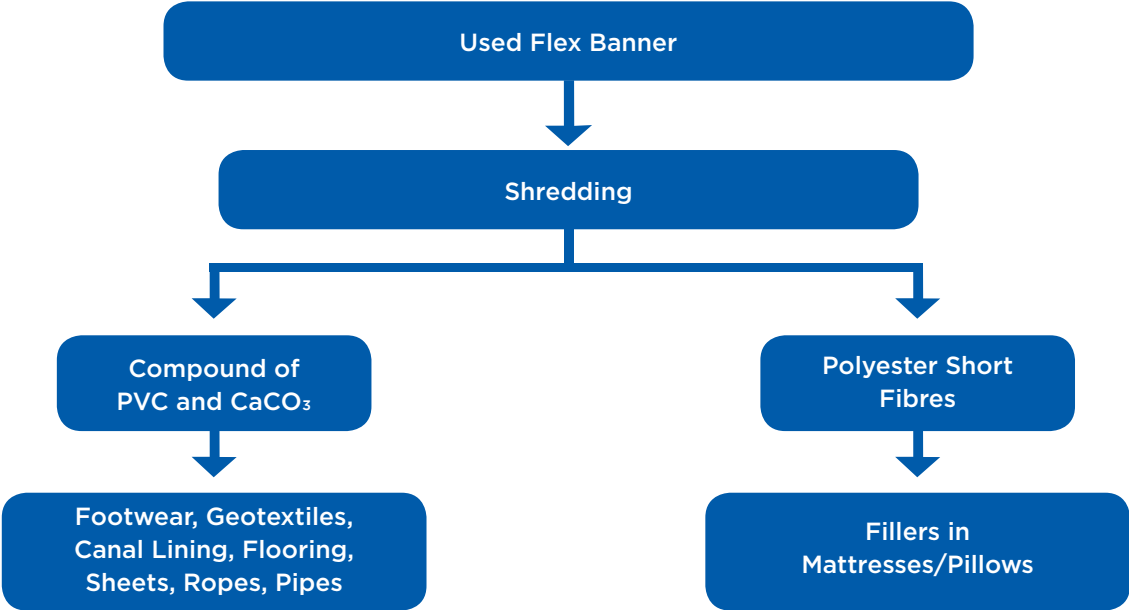 Used Flex Banner
Shredding
Compound of
PVC and CaCO₃
Polyester Short
Fibres
Footwear, Geotextiles,
Canal Lining, Flooring,
Sheets, Ropes, Pipes
Fillers in
Mattresses/Pillows